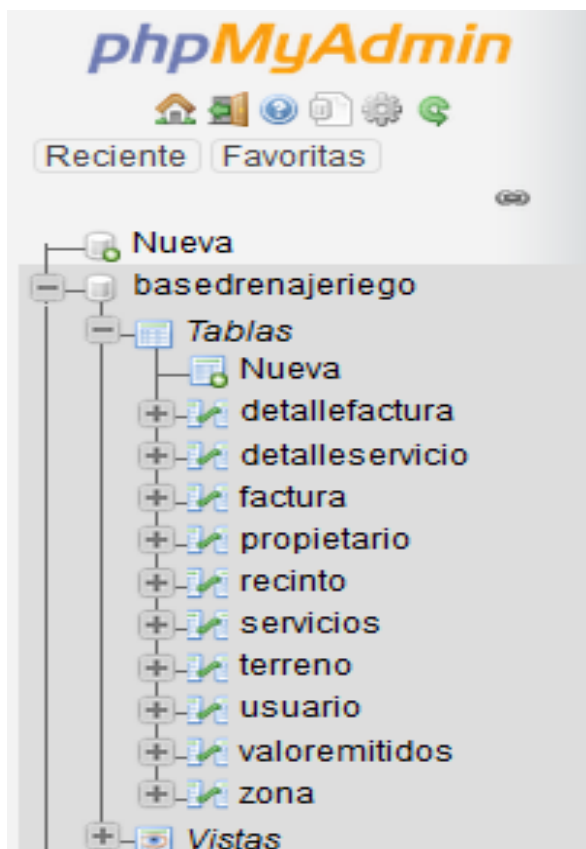 phpMyAdmin
Reciente Favoritas
Nueva
basedrenajeriego
Tablas
Nueva
detallefactura
detalleservicio
factura
propietario
recinto
servicios
terreno
usuario
valoremitidos
zona
Vistas